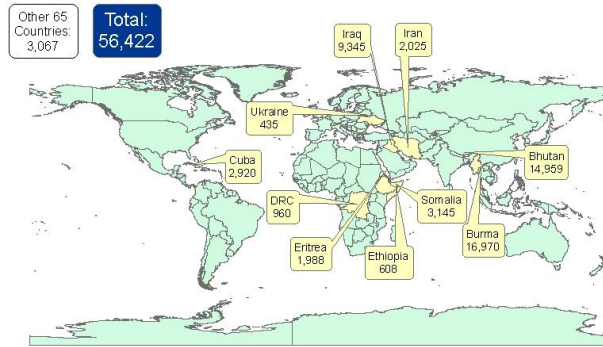 Other 65
Countries:
3,067
Total:
56,422
Iraq
9,345
Iran
2,025
Ukraine
435
Cuba
2,920
Bhutan
14,959
DRC
960
Somalia
3,145
Burma
16,970
Eritrea
1,988
Ethiopia
608